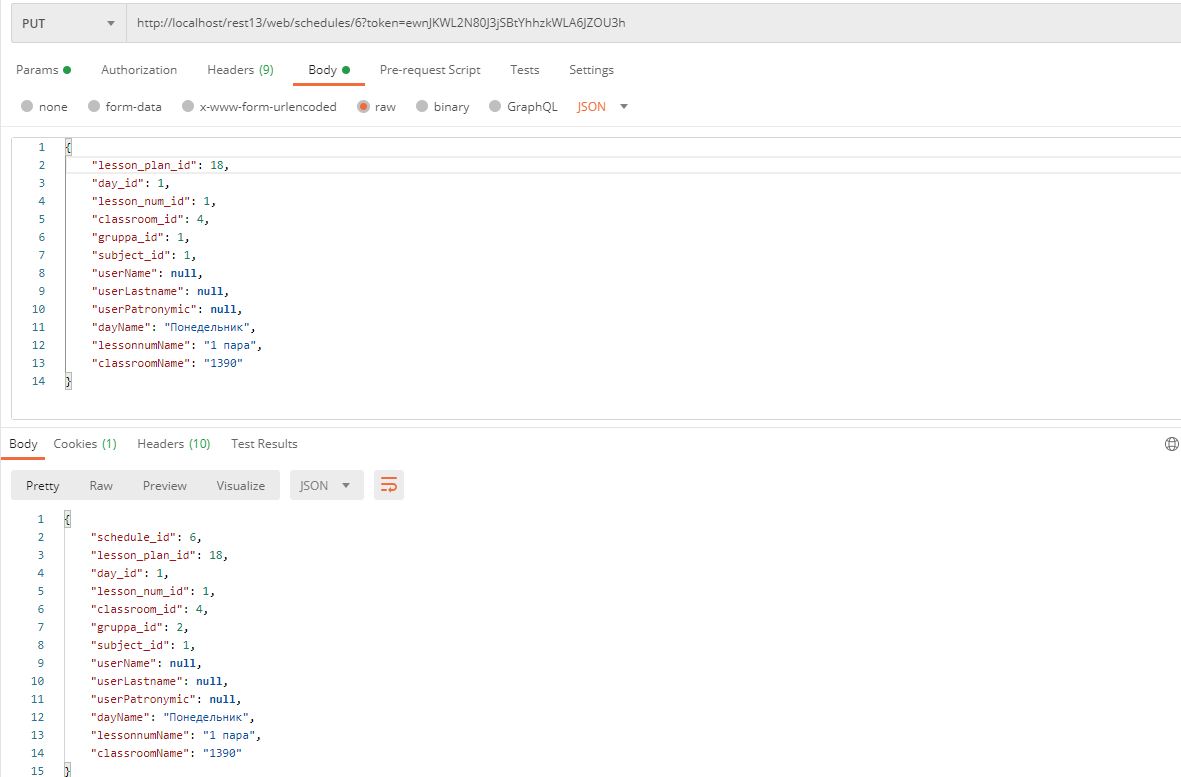 PUT http://localhost/rest13/web/schedules/6?token=ewnJKWL2N80J3jSBtYhhzkWLA6JZOU3h
Params Authorization Headers (9) Body Pre-request Script Tests Settings
none form-data x-www-form-urlencoded raw binary GraphQL JSON
1 {
2 "lesson_plan_id": 18,
3 "day_id": 1,
4 "lesson_num_id": 1,
5 "classroom_id": 4,
6 "gruppa_id": 1,
7 "subject_id": 1,
8 "userName": null,
9 "userLastname": null,
10 "userPatronymic": null,
11 "dayName": "Понедельник",
12 "lessonnumName": "1 пара",
13 "classroomName": "1390"
14 }
Body Cookies (1) Headers (10) Test Results
Pretty Raw Preview Visualize JSON
1 {
2 "schedule_id": 6,
3 "lesson_plan_id": 18,
4 "day_id": 1,
5 "lesson_num_id": 1,
6 "classroom_id": 4,
7 "gruppa_id": 2,
8 "subject_id": 1,
9 "userName": null,
10 "userLastname": null,
11 "userPatronymic": null,
12 "dayName": "Понедельник",
13 "lessonnumName": "1 пара",
14 "classroomName": "1390"
15 }